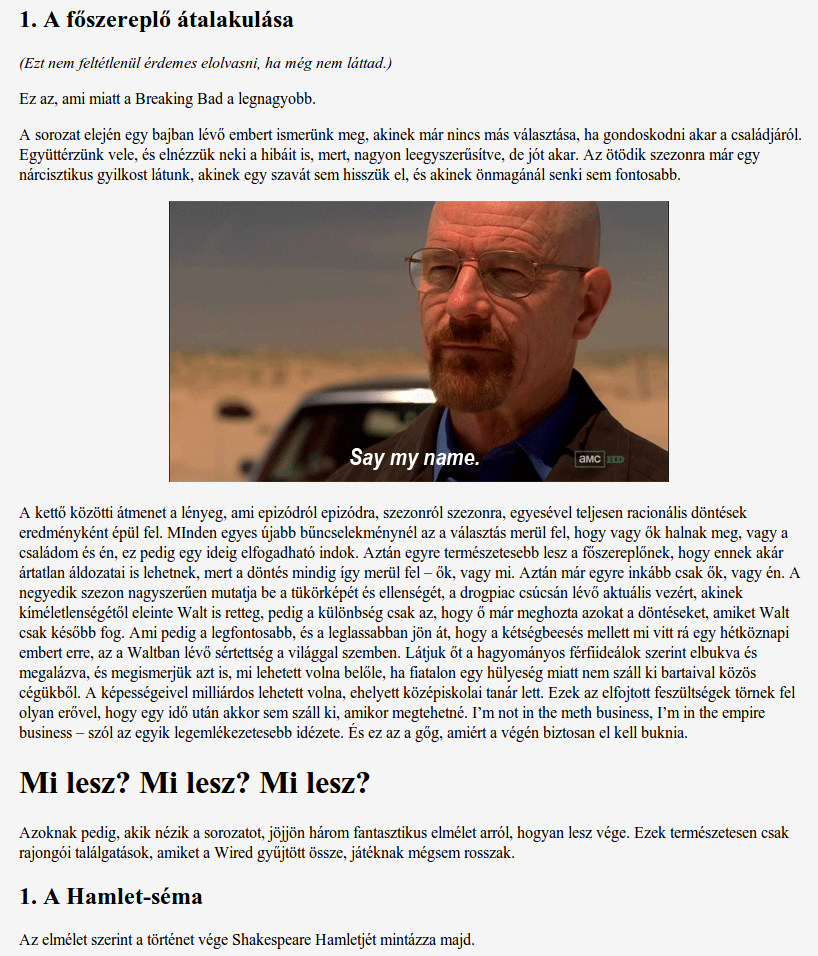 1. A főszereplő átalakulása
(Ezt nem feltétlenül érdemes elolvasni, ha még nem láttad.)
Ez az, ami miatt a Breaking Bad a legnagyobb.
A sorozat elején egy bajban lévő embert ismerünk meg, akinek már nincs más választása, ha gondoskodni akar a családjáról.
Együttérzünk vele, és elnézzük neki a hibáit is, mert, nagyon leegyszerűsítve, de jót akar. Az ötödik szezonra már egy
nárcisztikus gyilkost látunk, akinek egy szavát sem hisszük el, és akinek önmagánál senki sem fontosabb.
Say my name.
amc HD
A kettő közötti átmenet a lényeg, ami epizódról epizódra, szezonról szezonra, egyesével teljesen racionális döntések
eredményként épül fel. MInden egyes újabb bűncselekménynél az a választás merül fel, hogy vagy ők halnak meg, vagy a
családom és én, ez pedig egy ideig elfogadható indok. Aztán egyre természetesebb lesz a főszereplőnek, hogy ennek akár
ártatlan áldozatai is lehetnek, mert a döntés mindig így merül fel – ők, vagy mi. Aztán már egyre inkább csak ők, vagy én. A
negyedik szezon nagyszerűen mutatja be a tükörképét és ellenségét, a drogpiac csúcsán lévő aktuális vezért, akinek
kíméletlenségétől eleinte Walt is retteg, pedig a különbség csak az, hogy ő már meghozta azokat a döntéseket, amiket Walt
csak később fog. Ami pedig a legfontosabb, és a leglassabban jön át, hogy a kétségbeesés mellett mi vitt rá egy hétköznapi
embert erre, az a Waltban lévő sértettség a világgal szemben. Látjuk őt a hagyományos férfiideálok szerint elbukva és
megalázva, és megismerjük azt is, mi lehetett volna belőle, ha fiatalon egy hülyeség miatt nem száll ki bartaival közös
cégükből. A képességeivel milliárdos lehetett volna, ehelyett középiskolai tanár lett. Ezek az elfojtott feszültségek törnek fel
olyan erővel, hogy egy idő után akkor sem száll ki, amikor megtehetné. I’m not in the meth business, I’m in the empire
business – szól az egyik legemlékezetesebb idézete. És ez az a gőg, amiért a végén biztosan el kell buknia.
Mi lesz? Mi lesz? Mi lesz?
Azoknak pedig, akik nézik a sorozatot, jöjjön három fantasztikus elmélet arról, hogyan lesz vége. Ezek természetesen csak
rajongói találgatások, amiket a Wired gyűjtött össze, játéknak mégsem rosszak.
1. A Hamlet-séma
Az elmélet szerint a történet vége Shakespeare Hamletjét mintázza majd.